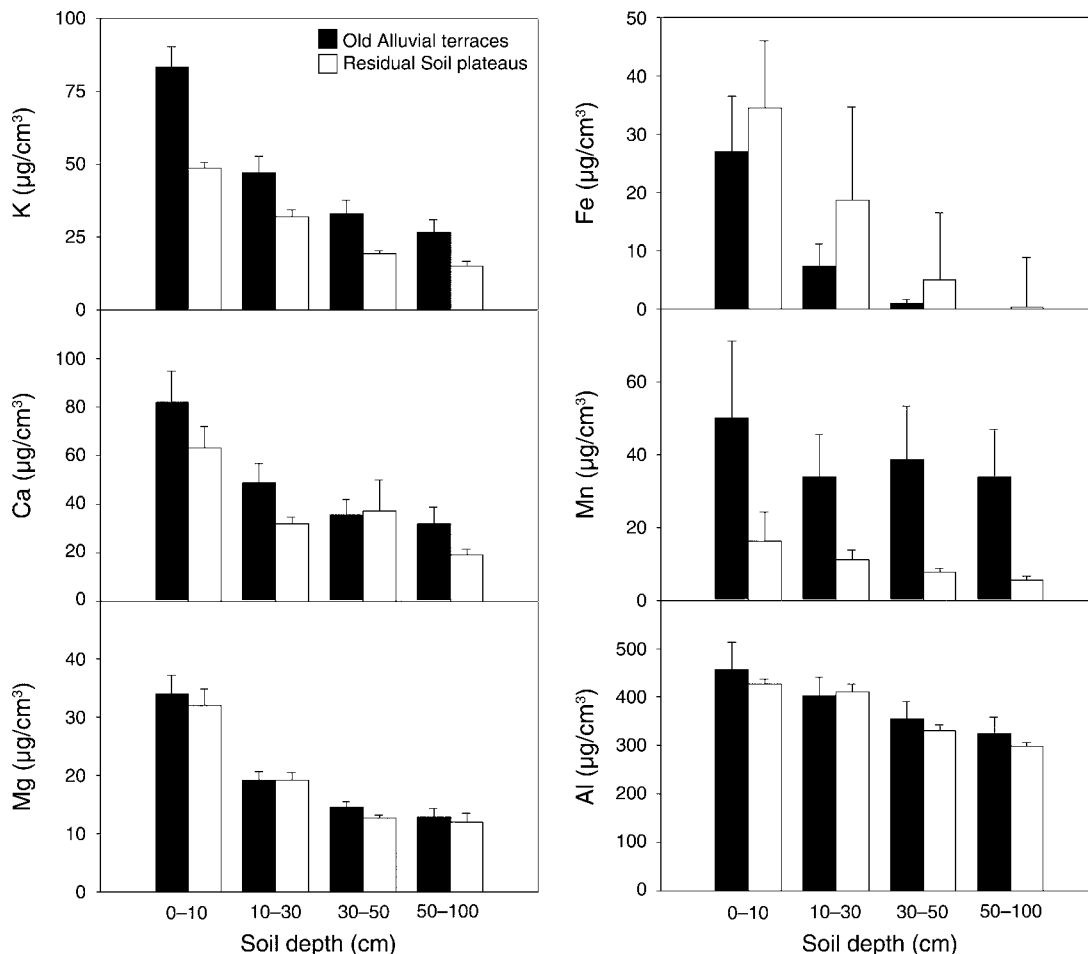 100
75
50
25
0
K (µg/cm³)
Old Alluvial terraces
Residual Soil plateaus
100
80
60
40
20
0
Ca (µg/cm³)
40
30
20
10
0
Mg (µg/cm³)
0–10 10–30 30–50 50–100
Soil depth (cm)
50
40
30
20
10
0
Fe (µg/cm³)
60
40
20
0
Mn (µg/cm³)
500
400
300
200
100
0
Al (µg/cm³)
0–10 10–30 30–50 50–100
Soil depth (cm)